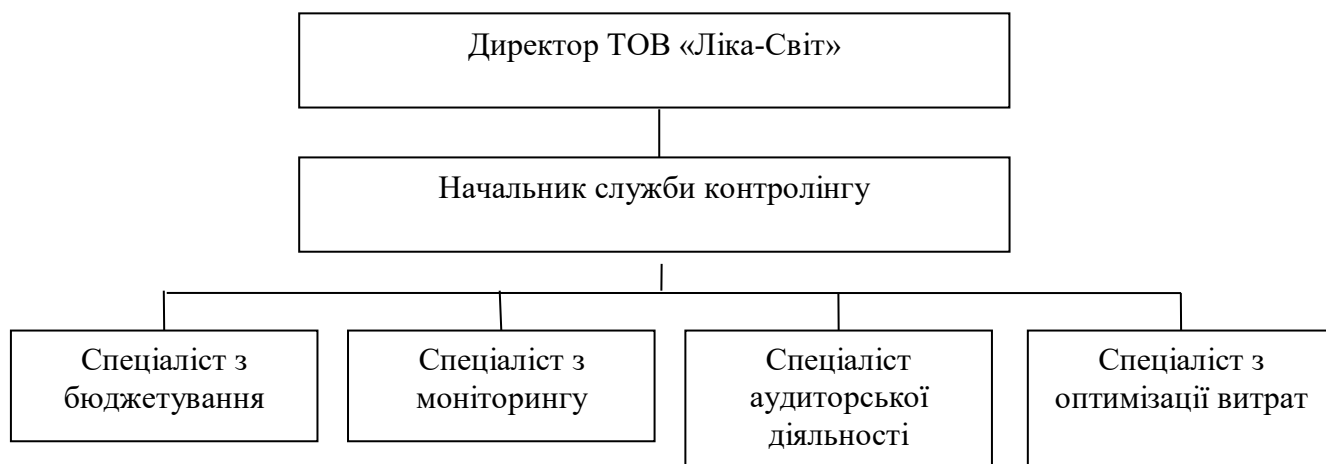 Директор ТОВ «Ліка-Світ»
Начальник служби контролінгу
Спеціаліст з
бюджетування
Спеціаліст з
моніторингу
Спеціаліст
аудиторської
діяльності
Спеціаліст з
оптимізації витрат